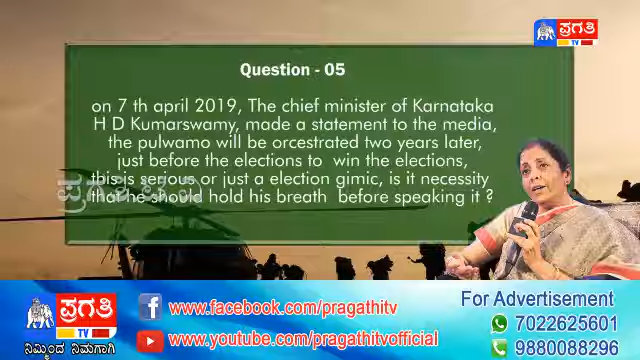 ಪ್ರಗತಿ
TV
Question - 05
on 7 th april 2019, The chief minister of Karnataka
H D Kumarswamy, made a statement to the media,
the pulwamo will be orcestrated two years later,
just before the elections to win the elections,
this is serious or just a election gimic, is it necessity
that he should hold his breath before speaking it ?
ಪ್ರಗತಿ
TV
ನಿಮ್ಮಿಂದ ನಿಮಗಾಗಿ
www.facebook.com/pragathitv
www.youtube.com/pragathitvofficial
For Advertisement
7022625601
9880088296